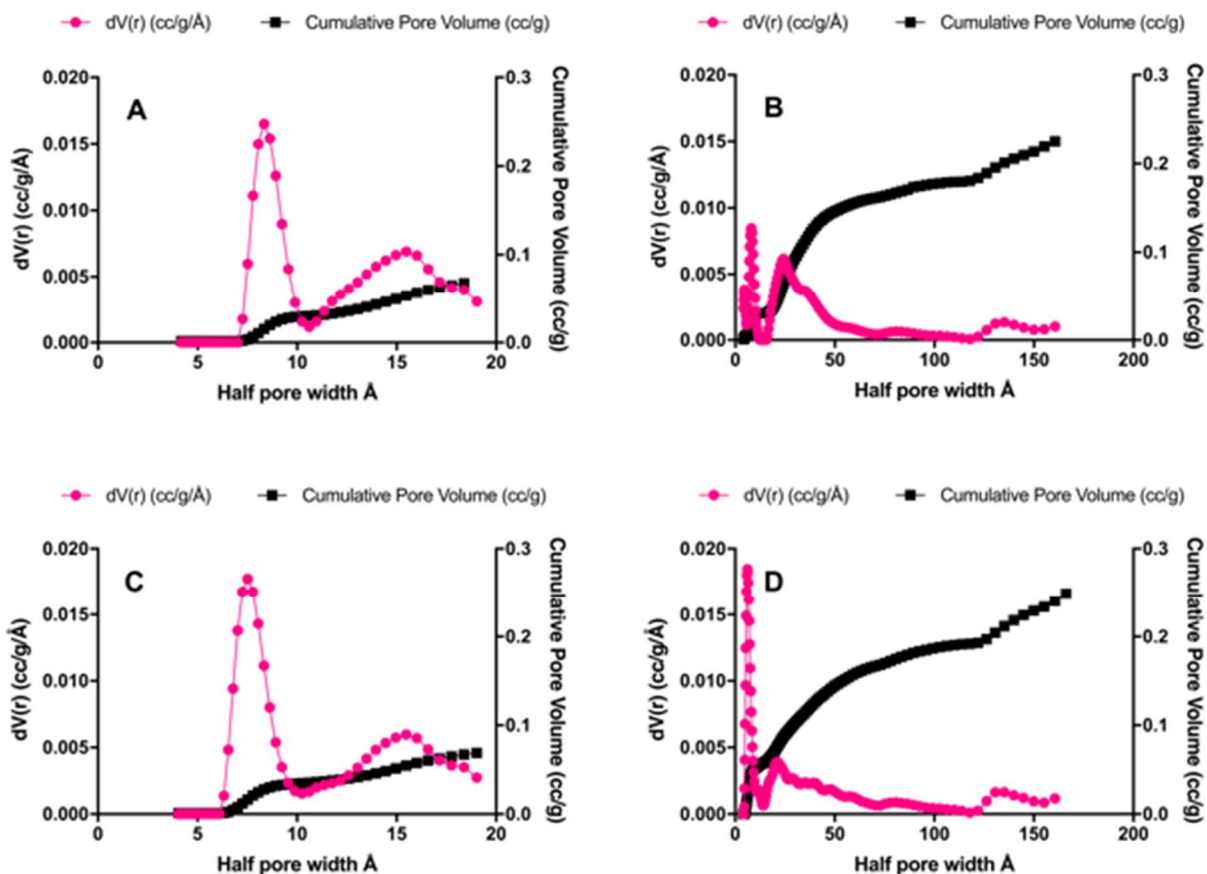 dV(r) (cc/g/Å) Cumulative Pore Volume (cc/g)
A
0.020
0.015
0.010
0.005
0.000
dV(r) (cc/g/Å)
0.3
0.2
0.1
0.0
Cumulative Pore Volume (cc/g)
0 5 10 15 20
Half pore width Å
dV(r) (cc/g/Å) Cumulative Pore Volume (cc/g)
B
0.020
0.015
0.010
0.005
0.000
dV(r) (cc/g/Å)
0.3
0.2
0.1
0.0
Cumulative Pore Volume (cc/g)
0 50 100 150 200
Half pore width Å
dV(r) (cc/g/Å) Cumulative Pore Volume (cc/g)
C
0.020
0.015
0.010
0.005
0.000
dV(r) (cc/g/Å)
0.3
0.2
0.1
0.0
Cumulative Pore Volume (cc/g)
0 5 10 15 20
Half pore width Å
dV(r) (cc/g/Å) Cumulative Pore Volume (cc/g)
D
0.020
0.015
0.010
0.005
0.000
dV(r) (cc/g/Å)
0.3
0.2
0.1
0.0
Cumulative Pore Volume (cc/g)
0 50 100 150 200
Half pore width Å